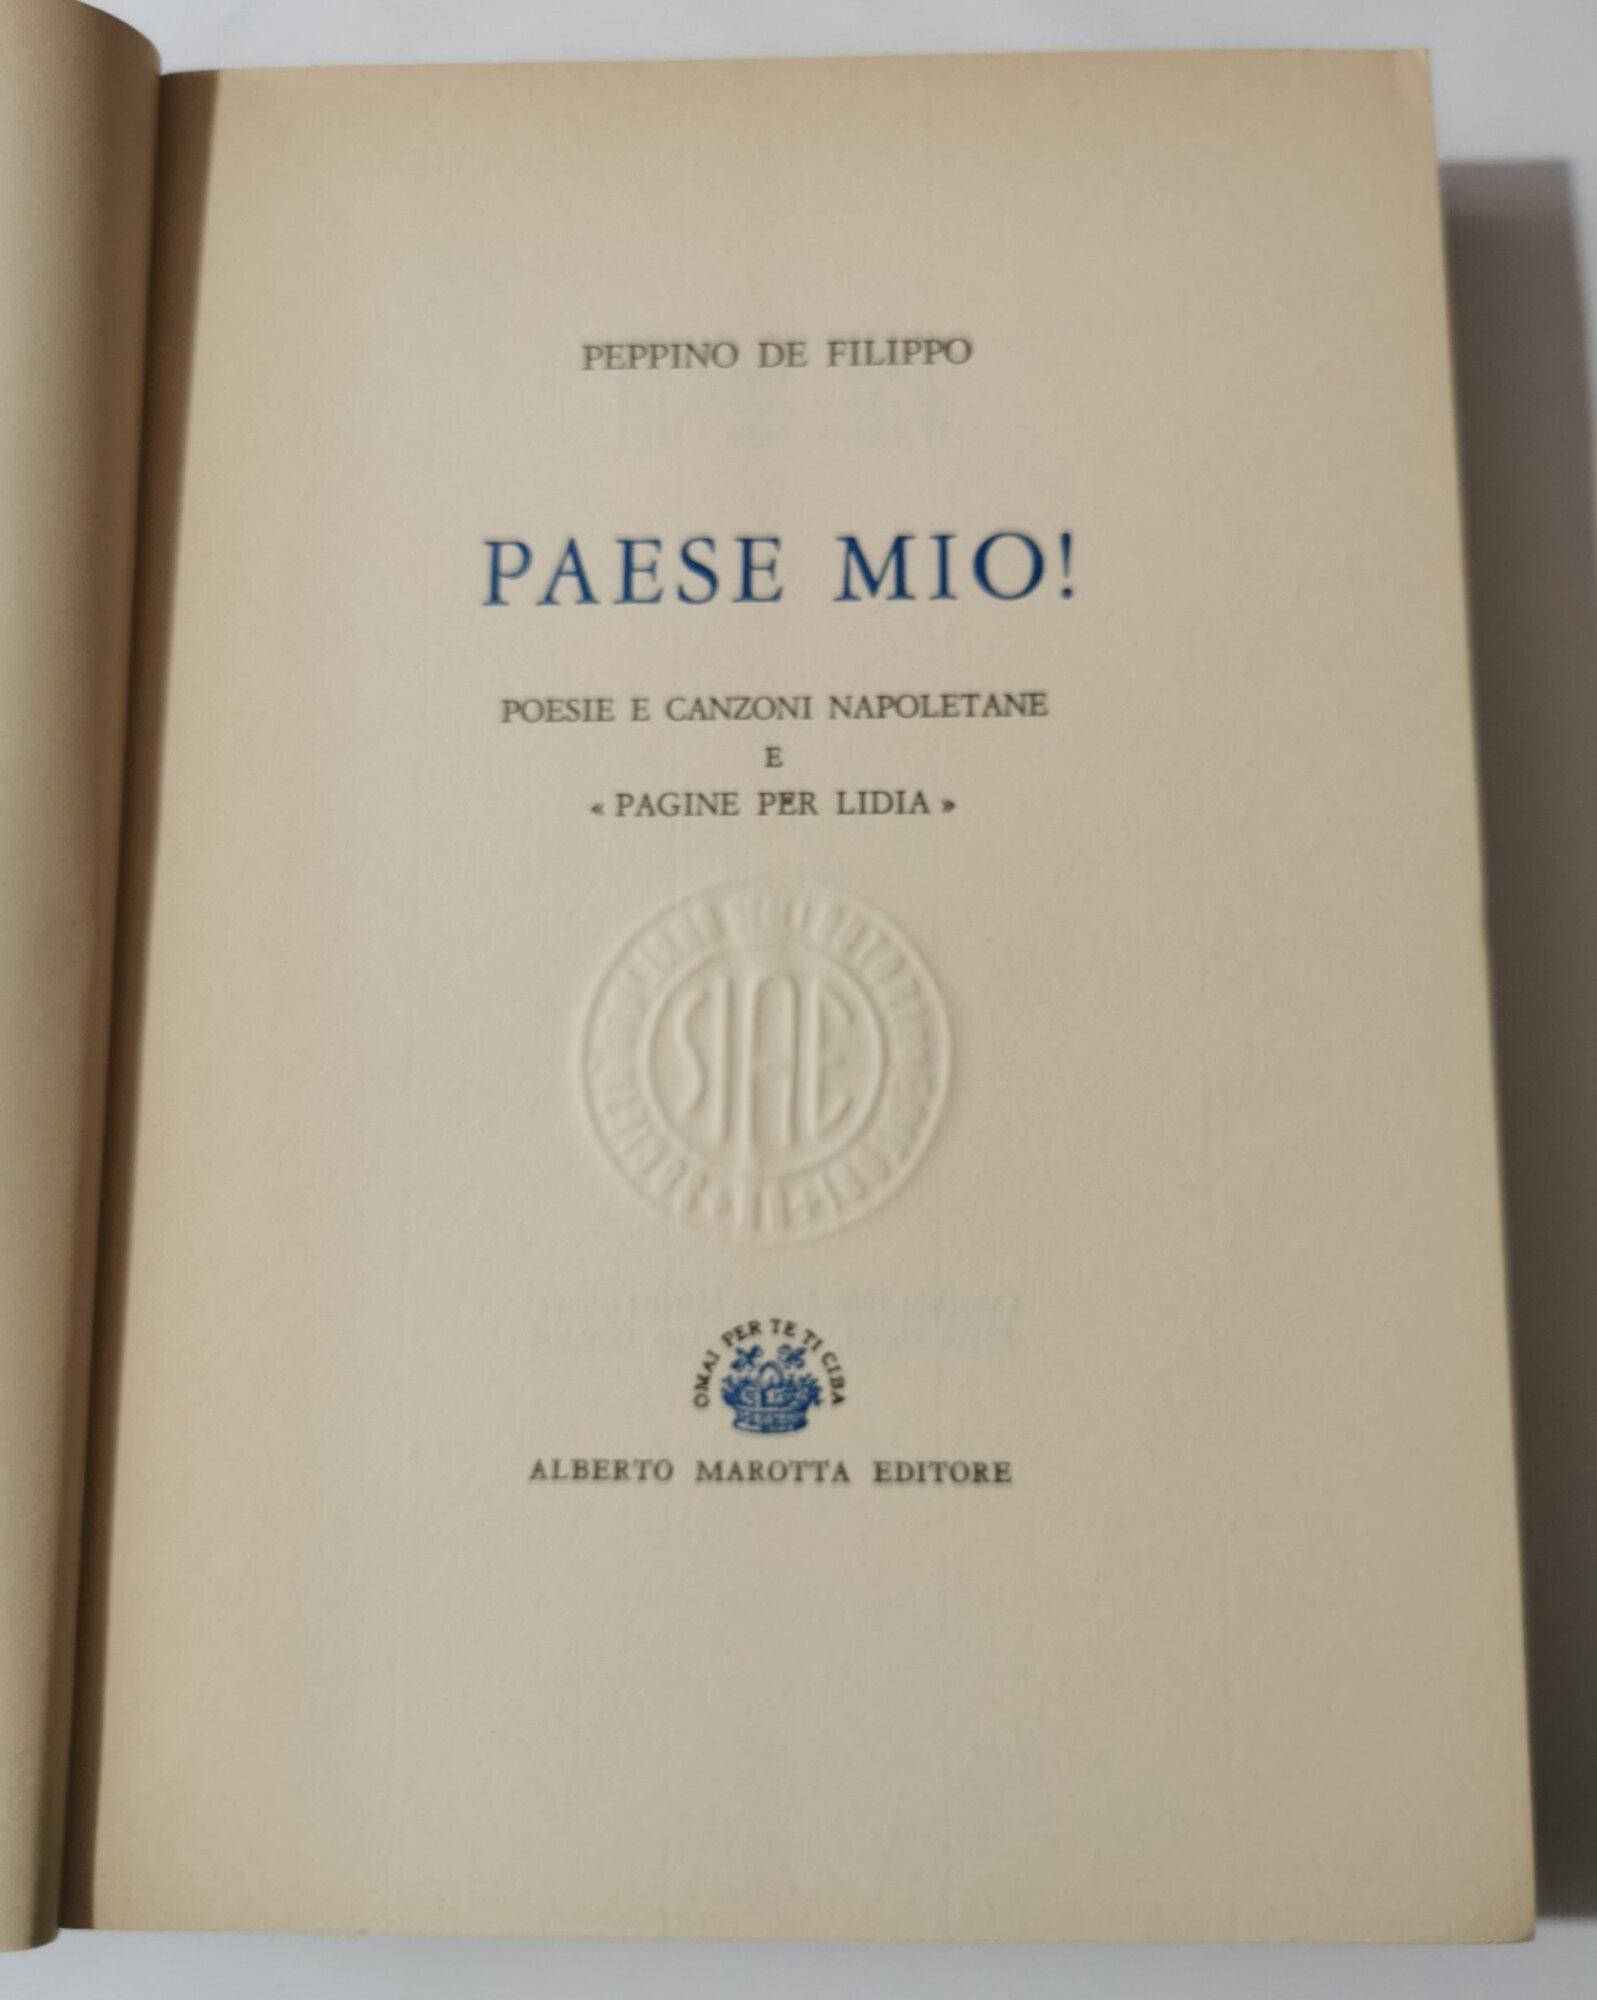 PEPPINO DE FILIPPO
PAESE MIO!
POESIE E CANZONI NAPOLETANE
E
« PAGINE PER LIDIA »
SIAE
OMAI PER TE TI CIBA
ALBERTO MAROTTA EDITORE